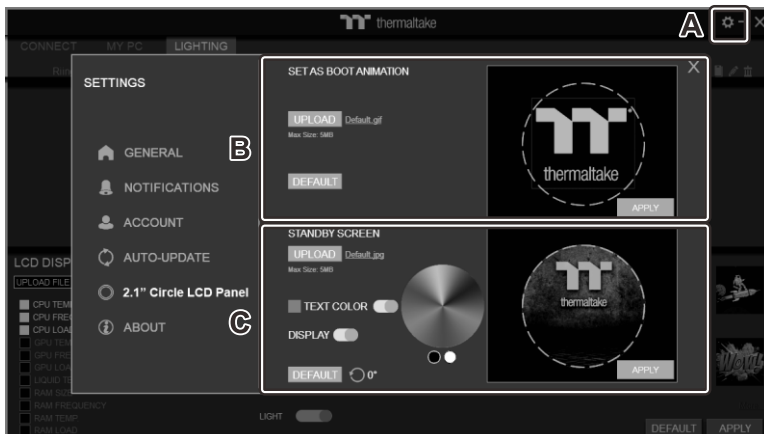 thermaltake
A
CONNECT MY PC LIGHTING
Riin
SETTINGS
GENERAL
NOTIFICATIONS
ACCOUNT
AUTO-UPDATE
2.1" Circle LCD Panel
ABOUT
B
SET AS BOOT ANIMATION
X
UPLOAD Default.gif
Max Size: 5MB
DEFAULT
thermaltake
APPLY
C
STANDBY SCREEN
UPLOAD Default.jpg
Max Size: 5MB
TEXT COLOR
DISPLAY
DEFAULT 0°
thermaltake
APPLY
LCD DISP
UPLOAD FILE
CPU TEM
CPU FRE
CPU LOA
GPU TEM
GPU FRE
GPU LOA
LIQUID TE
RAM SIZE
RAM FREQUENCY
RAM TEMP.
RAM LOAD
LIGHT
DEFAULT APPLY